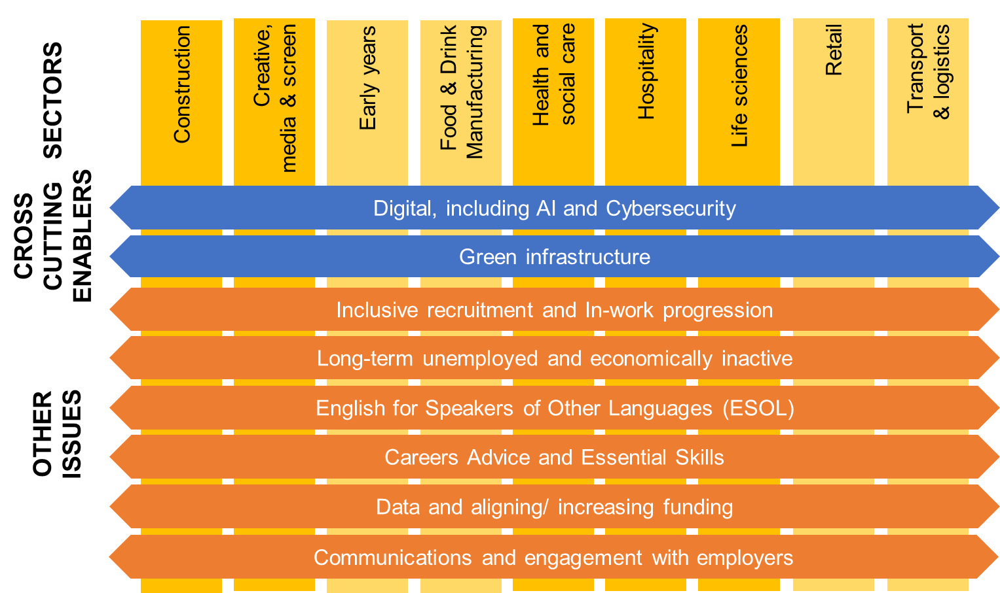 SECTORS
Construction
Creative,
media & screen
Early years
Food & Drink
Manufacturing
Health and
social care
Hospitality
Life sciences
Retail
Transport
& logistics
CROSS
CUTTING
ENABLERS
Digital, including AI and Cybersecurity
Green infrastructure
OTHER
ISSUES
Inclusive recruitment and In-work progression
Long-term unemployed and economically inactive
English for Speakers of Other Languages (ESOL)
Careers Advice and Essential Skills
Data and aligning/ increasing funding
Communications and engagement with employers